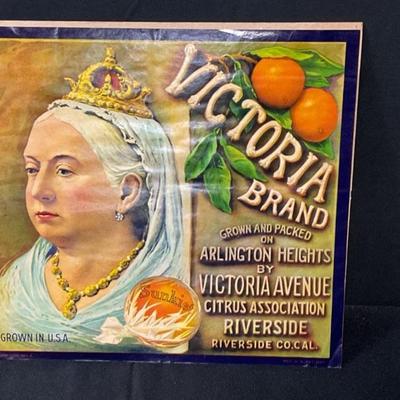 VICTORIA
BRAND
GROWN AND PACKED
ON
ARLINGTON HEIGHTS
BY
VICTORIA AVENUE
CITRUS ASSOCIATION
RIVERSIDE
RIVERSIDE CO. CAL.
Sunkist
GROWN IN U.S.A.